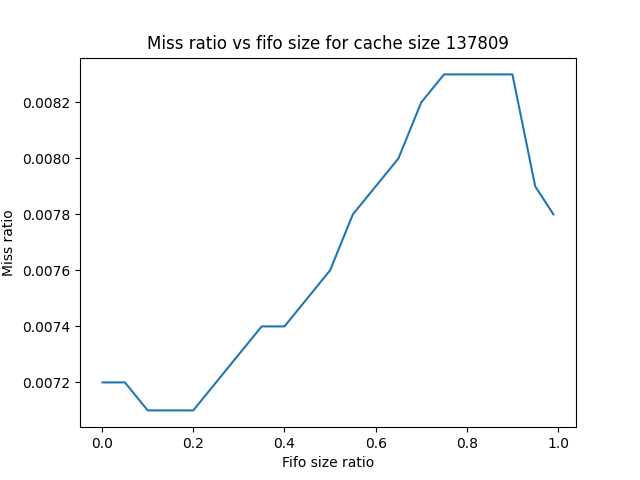 Miss ratio vs fifo size for cache size 137809
Miss ratio
0.0082
0.0080
0.0078
0.0076
0.0074
0.0072
0.0 0.2 0.4 0.6 0.8 1.0
Fifo size ratio